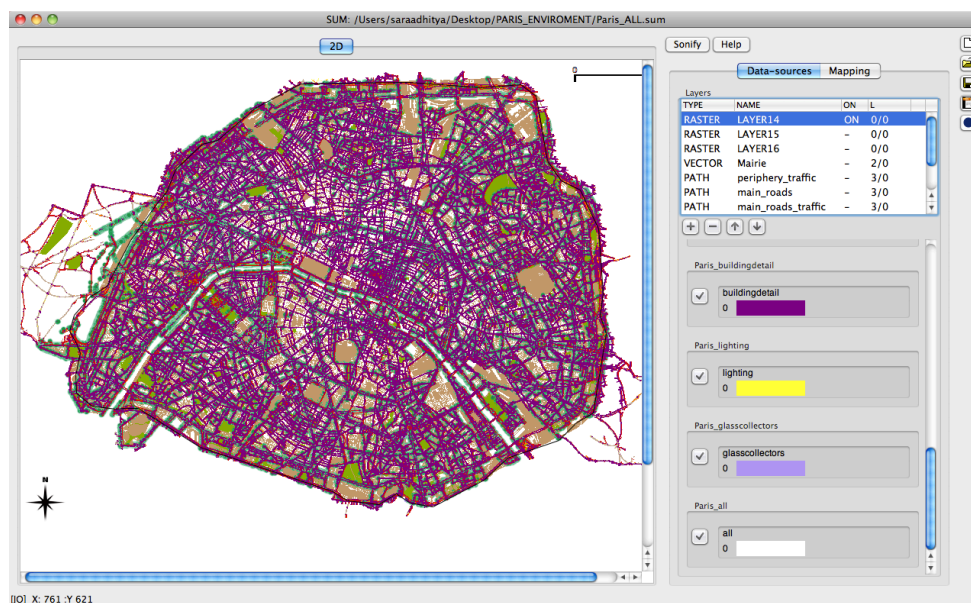 SUM: /Users/saraadhitya/Desktop/PARIS_ENVIROMENT/Paris_ALL.sum
2D
Sonify Help
Data-sources Mapping
Layers
TYPE NAME ON L
RASTER LAYER14 ON 0/0
RASTER LAYER15 – 0/0
RASTER LAYER16 – 0/0
VECTOR Mairie – 2/0
PATH periphery_traffic – 3/0
PATH main_roads – 3/0
PATH main_roads_traffic – 3/0
Paris_buildingdetail
buildingdetail
0
Paris_lighting
lighting
0
Paris_glasscollectors
glasscollectors
0
Paris_all
all
0
0
N
[JO] X: 761 :Y 621